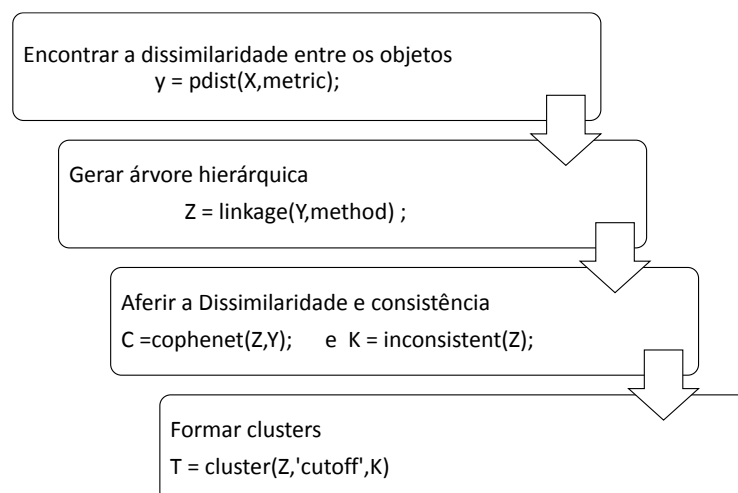 Encontrar a dissimilaridade entre os objetos
y = pdist(X,metric);
Gerar árvore hierárquica
Z = linkage(Y,method) ;
Aferir a Dissimilaridade e consistência
C =cophenet(Z,Y); e K = inconsistent(Z);
Formar clusters
T = cluster(Z,'cutoff',K)